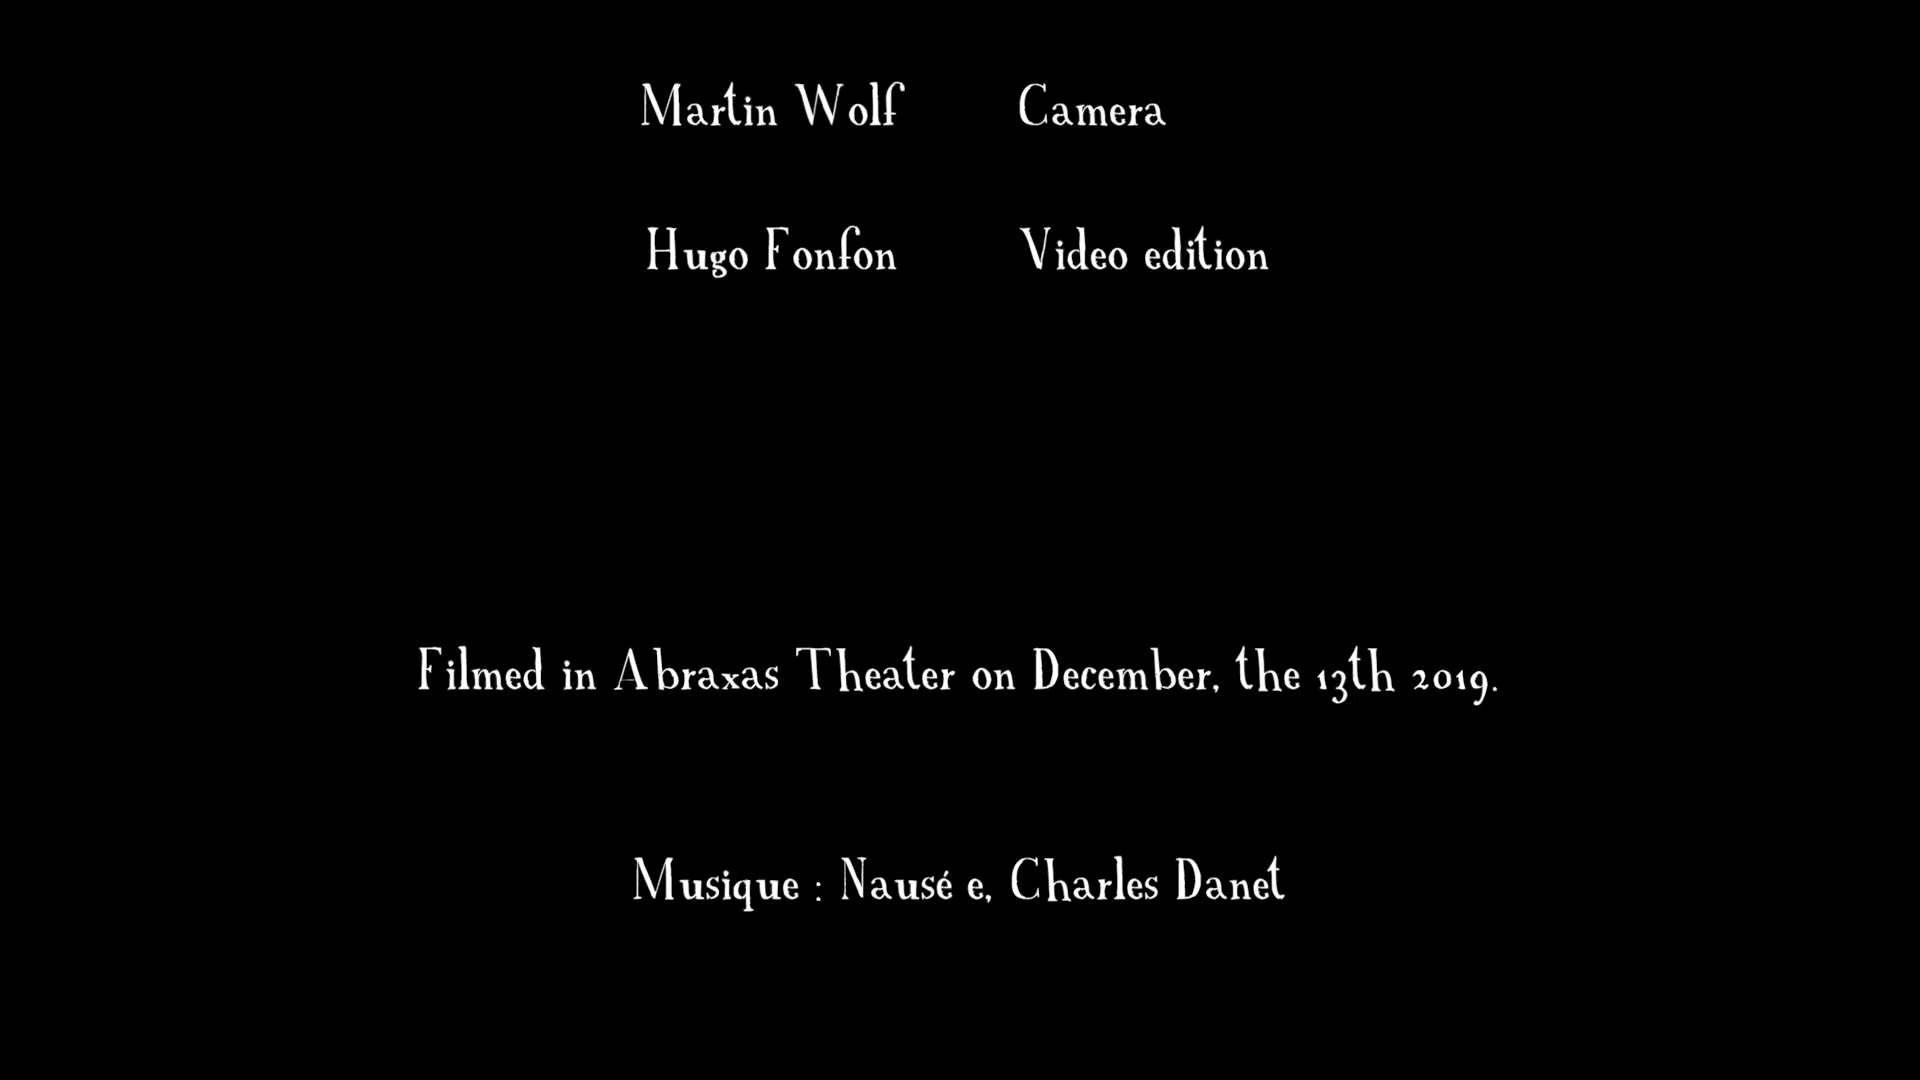 Martin Wolf Camera
Hugo Fonfon Video edition
Filmed in Abraxas Theater on December, the 13th 2019.
Musique : Nausé e, Charles Danet